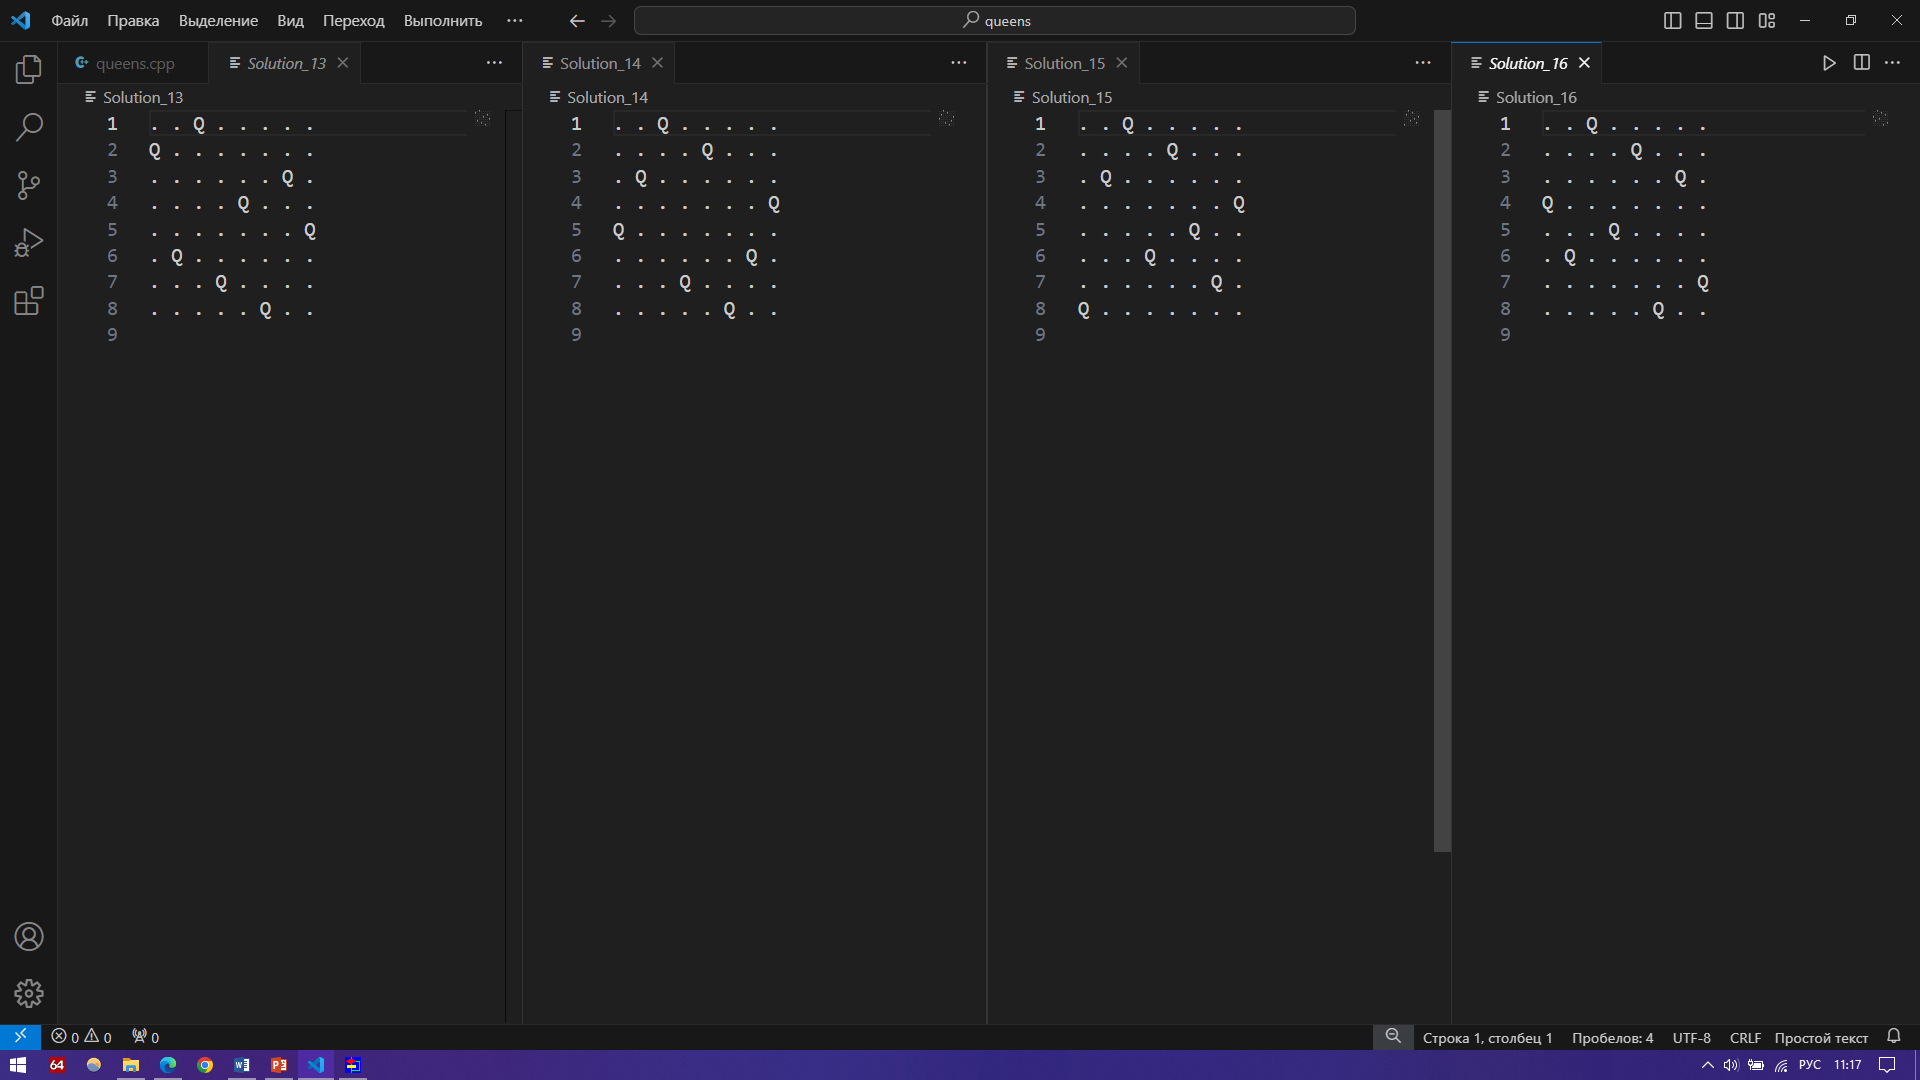 Файл Правка Выделение Вид Переход Выполнить ··· queens
queens.cpp Solution_13
Solution_13
1 . . Q . . . . .
2 Q . . . . . . .
3 . . . . . . Q .
4 . . . . Q . . .
5 . . . . . . . Q
6 . Q . . . . . .
7 . . . Q . . . .
8 . . . . . Q . .
9
Solution_14
Solution_14
1 . . Q . . . . .
2 . . . . Q . . .
3 . Q . . . . . .
4 . . . . . . . Q
5 Q . . . . . . .
6 . . . . . . Q .
7 . . . Q . . . .
8 . . . . . Q . .
9
Solution_15
Solution_15
1 . . Q . . . . .
2 . . . . Q . . .
3 . Q . . . . . .
4 . . . . . . . Q
5 . . . . . Q . .
6 . . . Q . . . .
7 . . . . . . Q .
8 Q . . . . . . .
9
Solution_16
Solution_16
1 . . Q . . . . .
2 . . . . Q . . .
3 . . . . . . Q .
4 Q . . . . . . .
5 . . . Q . . . .
6 . Q . . . . . .
7 . . . . . . . Q
8 . . . . . Q . .
9
0 0 0 Строка 1, столбец 1 Пробелов: 4 UTF-8 CRLF Простой текст
64 РУС 11:17